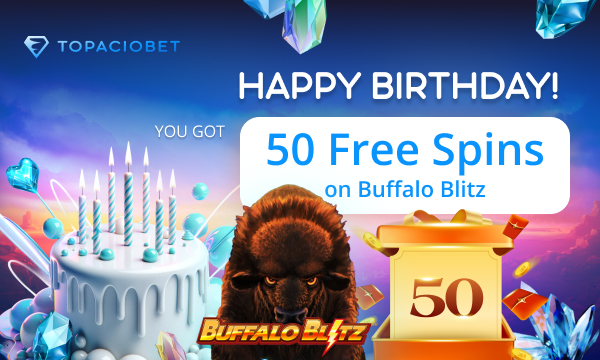 TOPACIOBET
HAPPY BIRTHDAY!
YOU GOT
50 Free Spins
on Buffalo Blitz
50
BUFFALO BLITZ